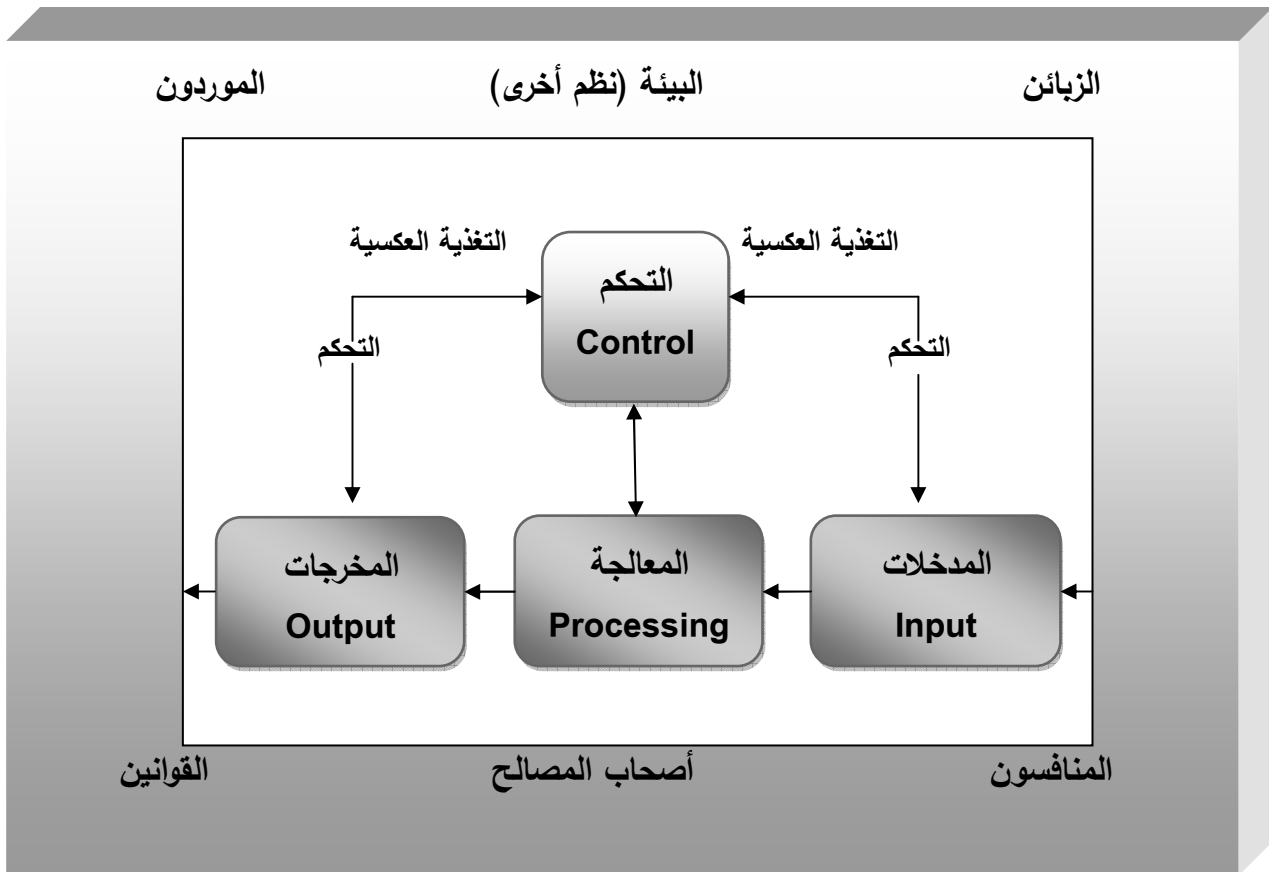 الزبائن
البيئة (نظم أخرى)
الموردون
التغذية العكسية
التغذية العكسية
التحكم
Control
التحكم
التحكم
المدخلات
Input
المعالجة
Processing
المخرجات
Output
المنافسون
أصحاب المصالح
القوانين